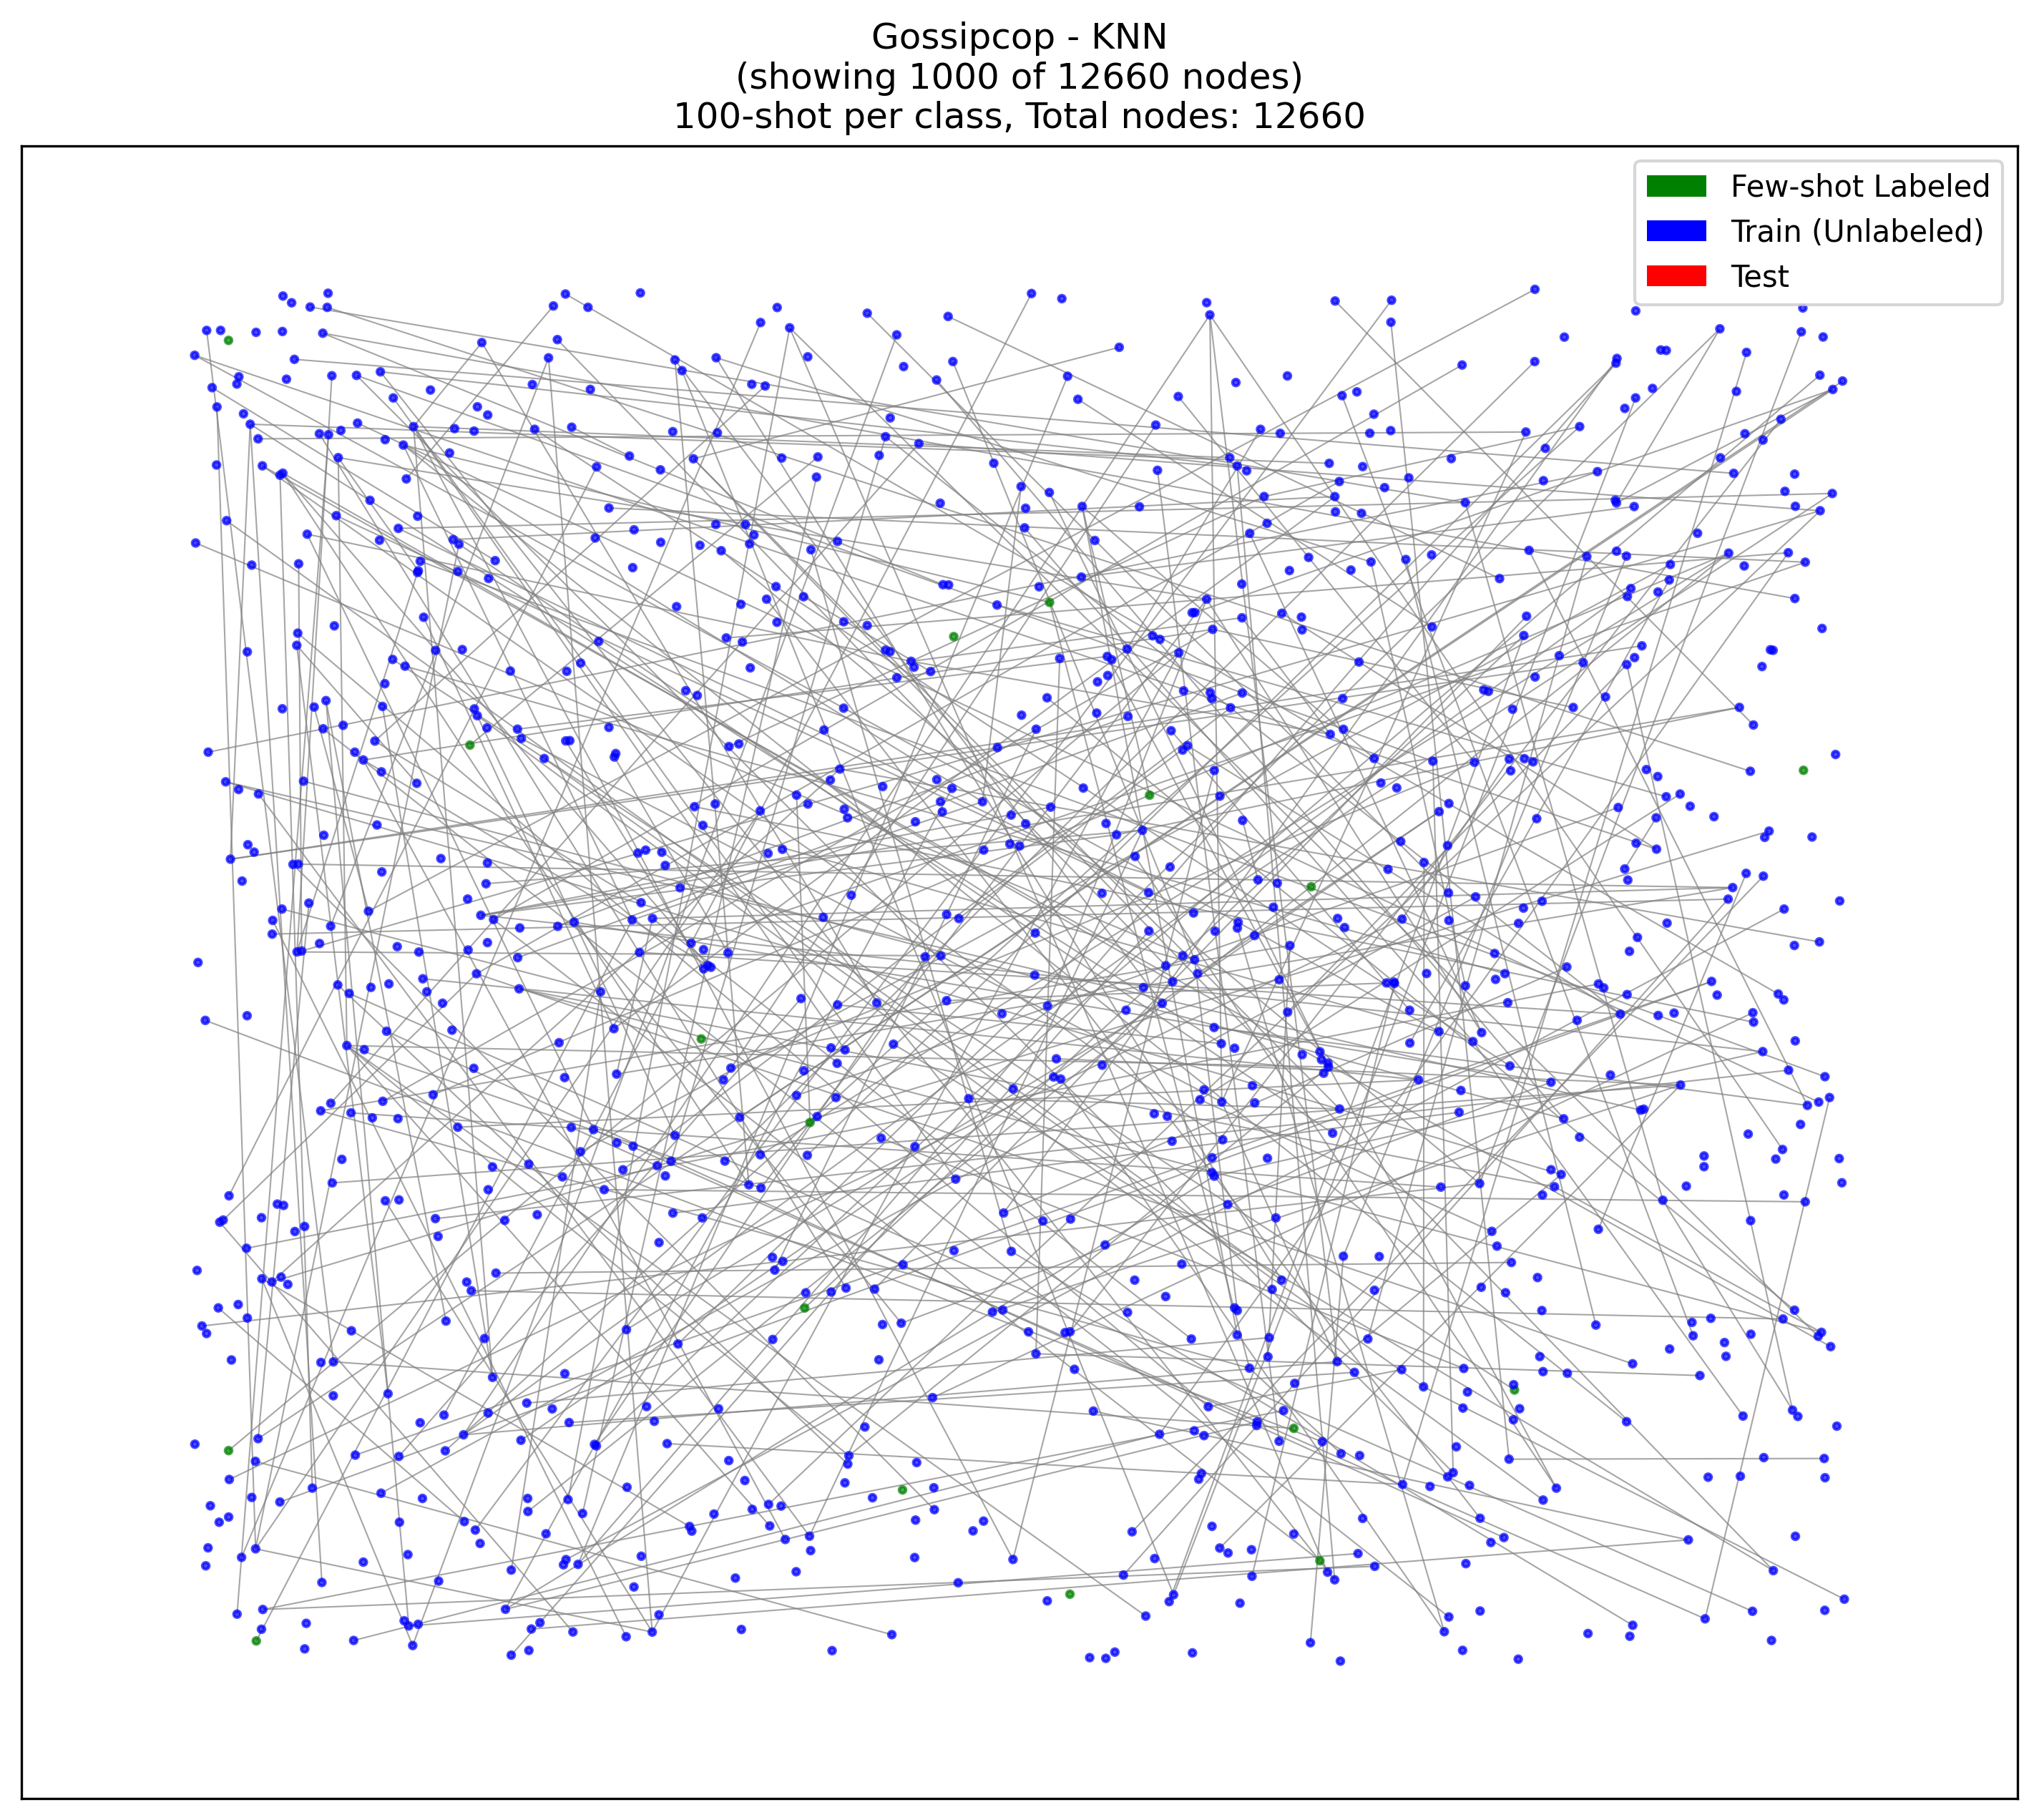 Gossipcop - KNN
(showing 1000 of 12660 nodes)
100-shot per class, Total nodes: 12660
Few-shot Labeled
Train (Unlabeled)
Test